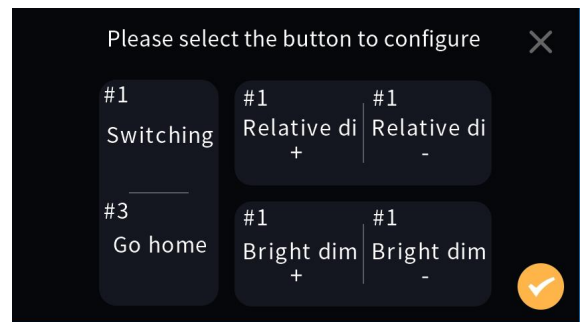 Please select the button to configure
#1
Switching
#3
Go home
#1
Relative di
+
#1
Relative di
-
#1
Bright dim
+
#1
Bright dim
-